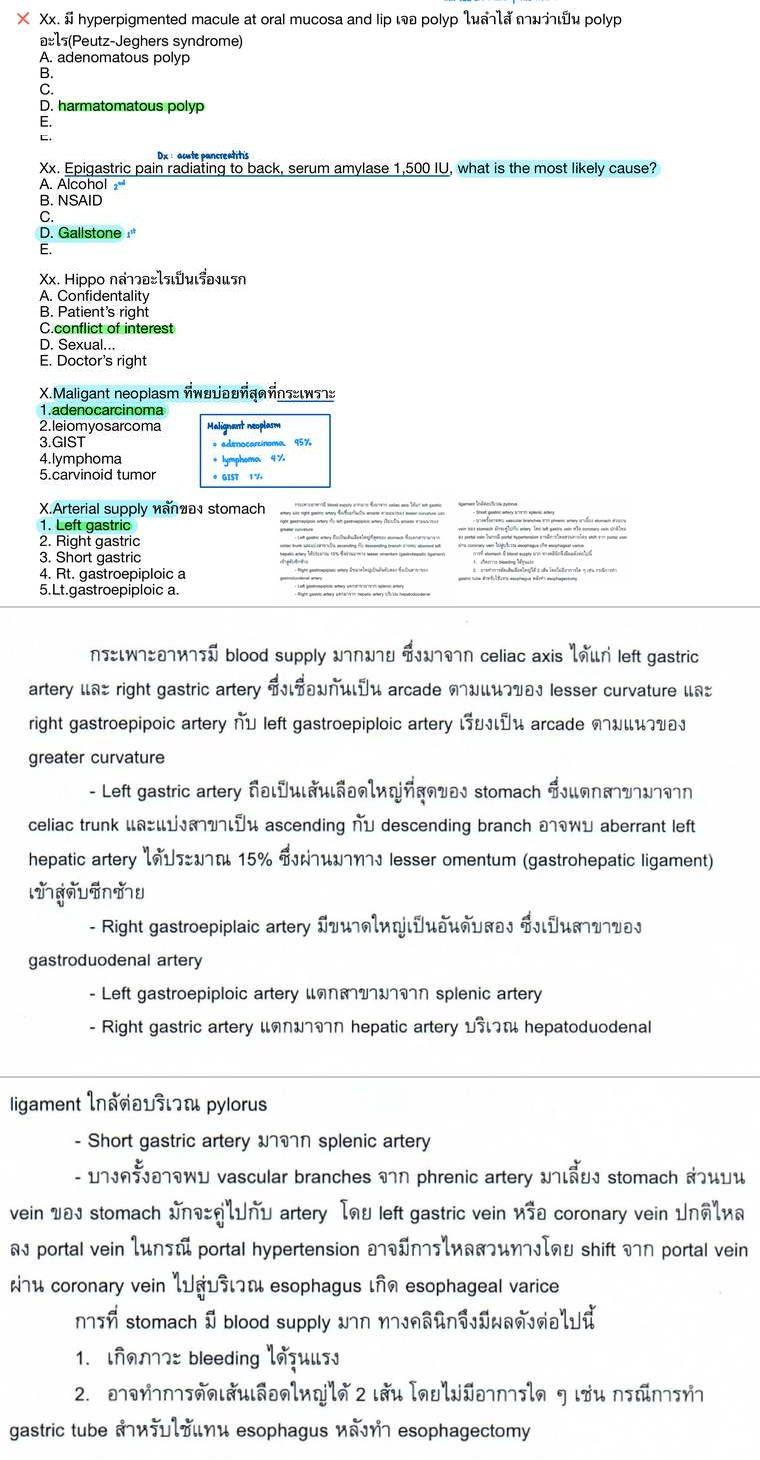 Xx. มี hyperpigmented macule at oral mucosa and lip เจอ polyp ในลำไส้ ถามว่าเป็น polyp
อะไร(Peutz-Jeghers syndrome)
A. adenomatous polyp
B.
C.
D. harmatomatous polyp
E.
E.
Dx : acute pancreatitis
Xx. Epigastric pain radiating to back, serum amylase 1,500 IU, what is the most likely cause?
A. Alcohol 2nd
B. NSAID
C.
D. Gallstone 1st
E.
Xx. Hippo กล่าวอะไรเป็นเรื่องแรก
A. Confidentality
B. Patient's right
C.conflict of interest
D. Sexual...
E. Doctor's right
X.Maligant neoplasm ที่พยบ่อยที่สุดที่กระเพราะ
1.adenocarcinoma
2.leiomyosarcoma
3.GIST
4.lymphoma
5.carvinoid tumor
Malignant neoplasm
• adenocarcinoma 95%
• lymphoma 4%
• GIST 1%
X.Arterial supply หลักของ stomach
1. Left gastric
2. Right gastric
3. Short gastric
4. Rt. gastroepiploic a
5.Lt.gastroepiploic a.
กระเพาะอาหารมี blood supply มากมาย ซึ่งมาจาก celiac axis ได้แก่ left gastric
artery และ right gastric artery ซึ่งเชื่อมกันเป็น arcade ตามแนวของ lesser curvature และ
right gastroepipoic artery กับ left gastroepiploic artery เรียงเป็น arcade ตามแนวของ
greater curvature
- Left gastric artery ถือเป็นเส้นเลือดใหญ่ที่สุดของ stomach ซึ่งแตกสาขามาจาก
celiac trunk และแบ่งสาขาเป็น ascending กับ descending branch อาจพบ aberrant left
hepatic artery ได้ประมาณ 15% ซึ่งผ่านมาทาง lesser omentum (gastrohepatic ligament)
เข้าสู่ตับซีกซ้าย
- Right gastroepiplaic artery มีขนาดใหญ่เป็นอันดับสอง ซึ่งเป็นสาขาของ
gastroduodenal artery
- Left gastroepiploic artery แตกสาขามาจาก splenic artery
- Right gastric artery แตกมาจาก hepatic artery บริเวณ hepatoduodenal
ligament ใกล้ต่อบริเวณ pylorus
- Short gastric artery มาจาก splenic artery
- บางครั้งอาจพบ vascular branches จาก phrenic artery มาเลี้ยง stomach ส่วนบน
vein ของ stomach มักจะคู่ไปกับ artery โดย left gastric vein หรือ coronary vein ปกติไหล
ลง portal vein ในกรณี portal hypertension อาจมีการไหลสวนทางโดย shift จาก portal vein
ผ่าน coronary vein ไปสู่บริเวณ esophagus เกิด esophageal varice
การที่ stomach มี blood supply มาก ทางคลินิกจึงมีผลดังต่อไปนี้
1. เกิดภาวะ bleeding ได้รุนแรง
2. อาจทำการตัดเส้นเลือดใหญ่ได้ 2 เส้น โดยไม่มีอาการใด ๆ เช่น กรณีการทำ
gastric tube สำหรับใช้แทน esophagus หลังทำ esophagectomy